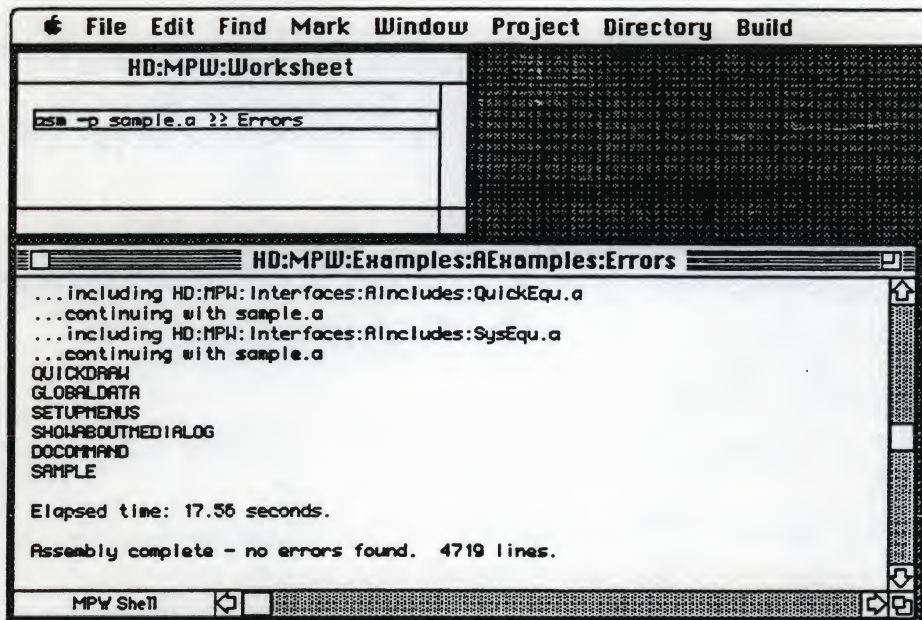 File Edit Find Mark Window Project Directory Build
HD:MPW:Worksheet
asm -p sample.a ≥≥ Errors
HD:MPW:Examples:AExamples:Errors
...including HD:MPW:Interfaces:AIncludes:QuickEqu.a
...continuing with sample.a
...including HD:MPW:Interfaces:AIncludes:SysEqu.a
...continuing with sample.a
QUICKDRAW
GLOBALDATA
SETUPMENUS
SHOWABOUTMEDIALOG
DOCOMMAND
SAMPLE
Elapsed time: 17.56 seconds.
Assembly complete - no errors found. 4719 lines.
MPW Shell